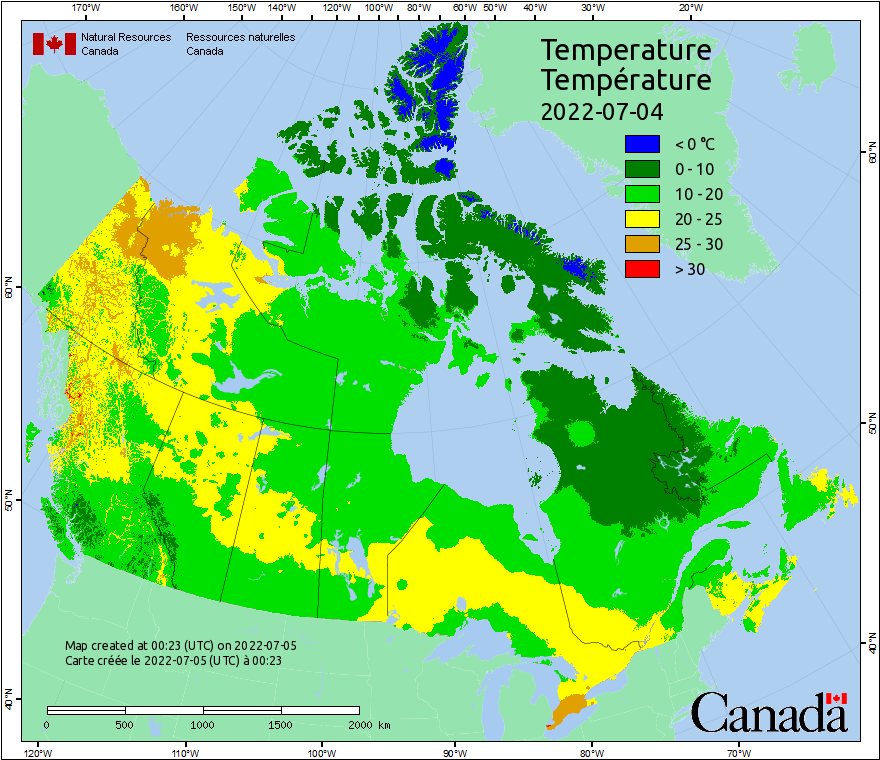 170°W 160°W 150°W 140°W 130°W 120°W 110°W 100°W 80°W 60°W 50°W 40°W 30°W 20°W
Natural Resources Ressources naturelles
Canada Canada
Temperature
Température
2022-07-04
< 0 °C
0 - 10
10 - 20
20 - 25
25 - 30
> 30
60°N
60°N
50°N
50°N
40°N
40°N
Map created at 00:23 (UTC) on 2022-07-05
Carte créée le 2022-07-05 (UTC) à 00:23
0 500 1000 1500 2000 km
Canada
120°W 110°W 100°W 90°W 80°W 70°W